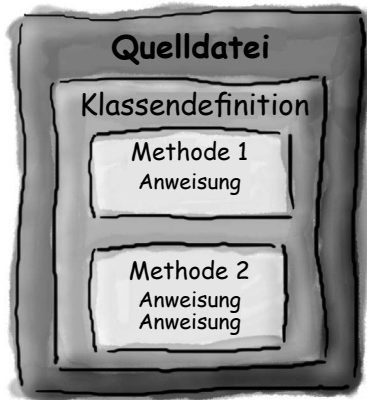 Quelldatei
Klassendefinition
Methode 1
Anweisung
Methode 2
Anweisung
Anweisung